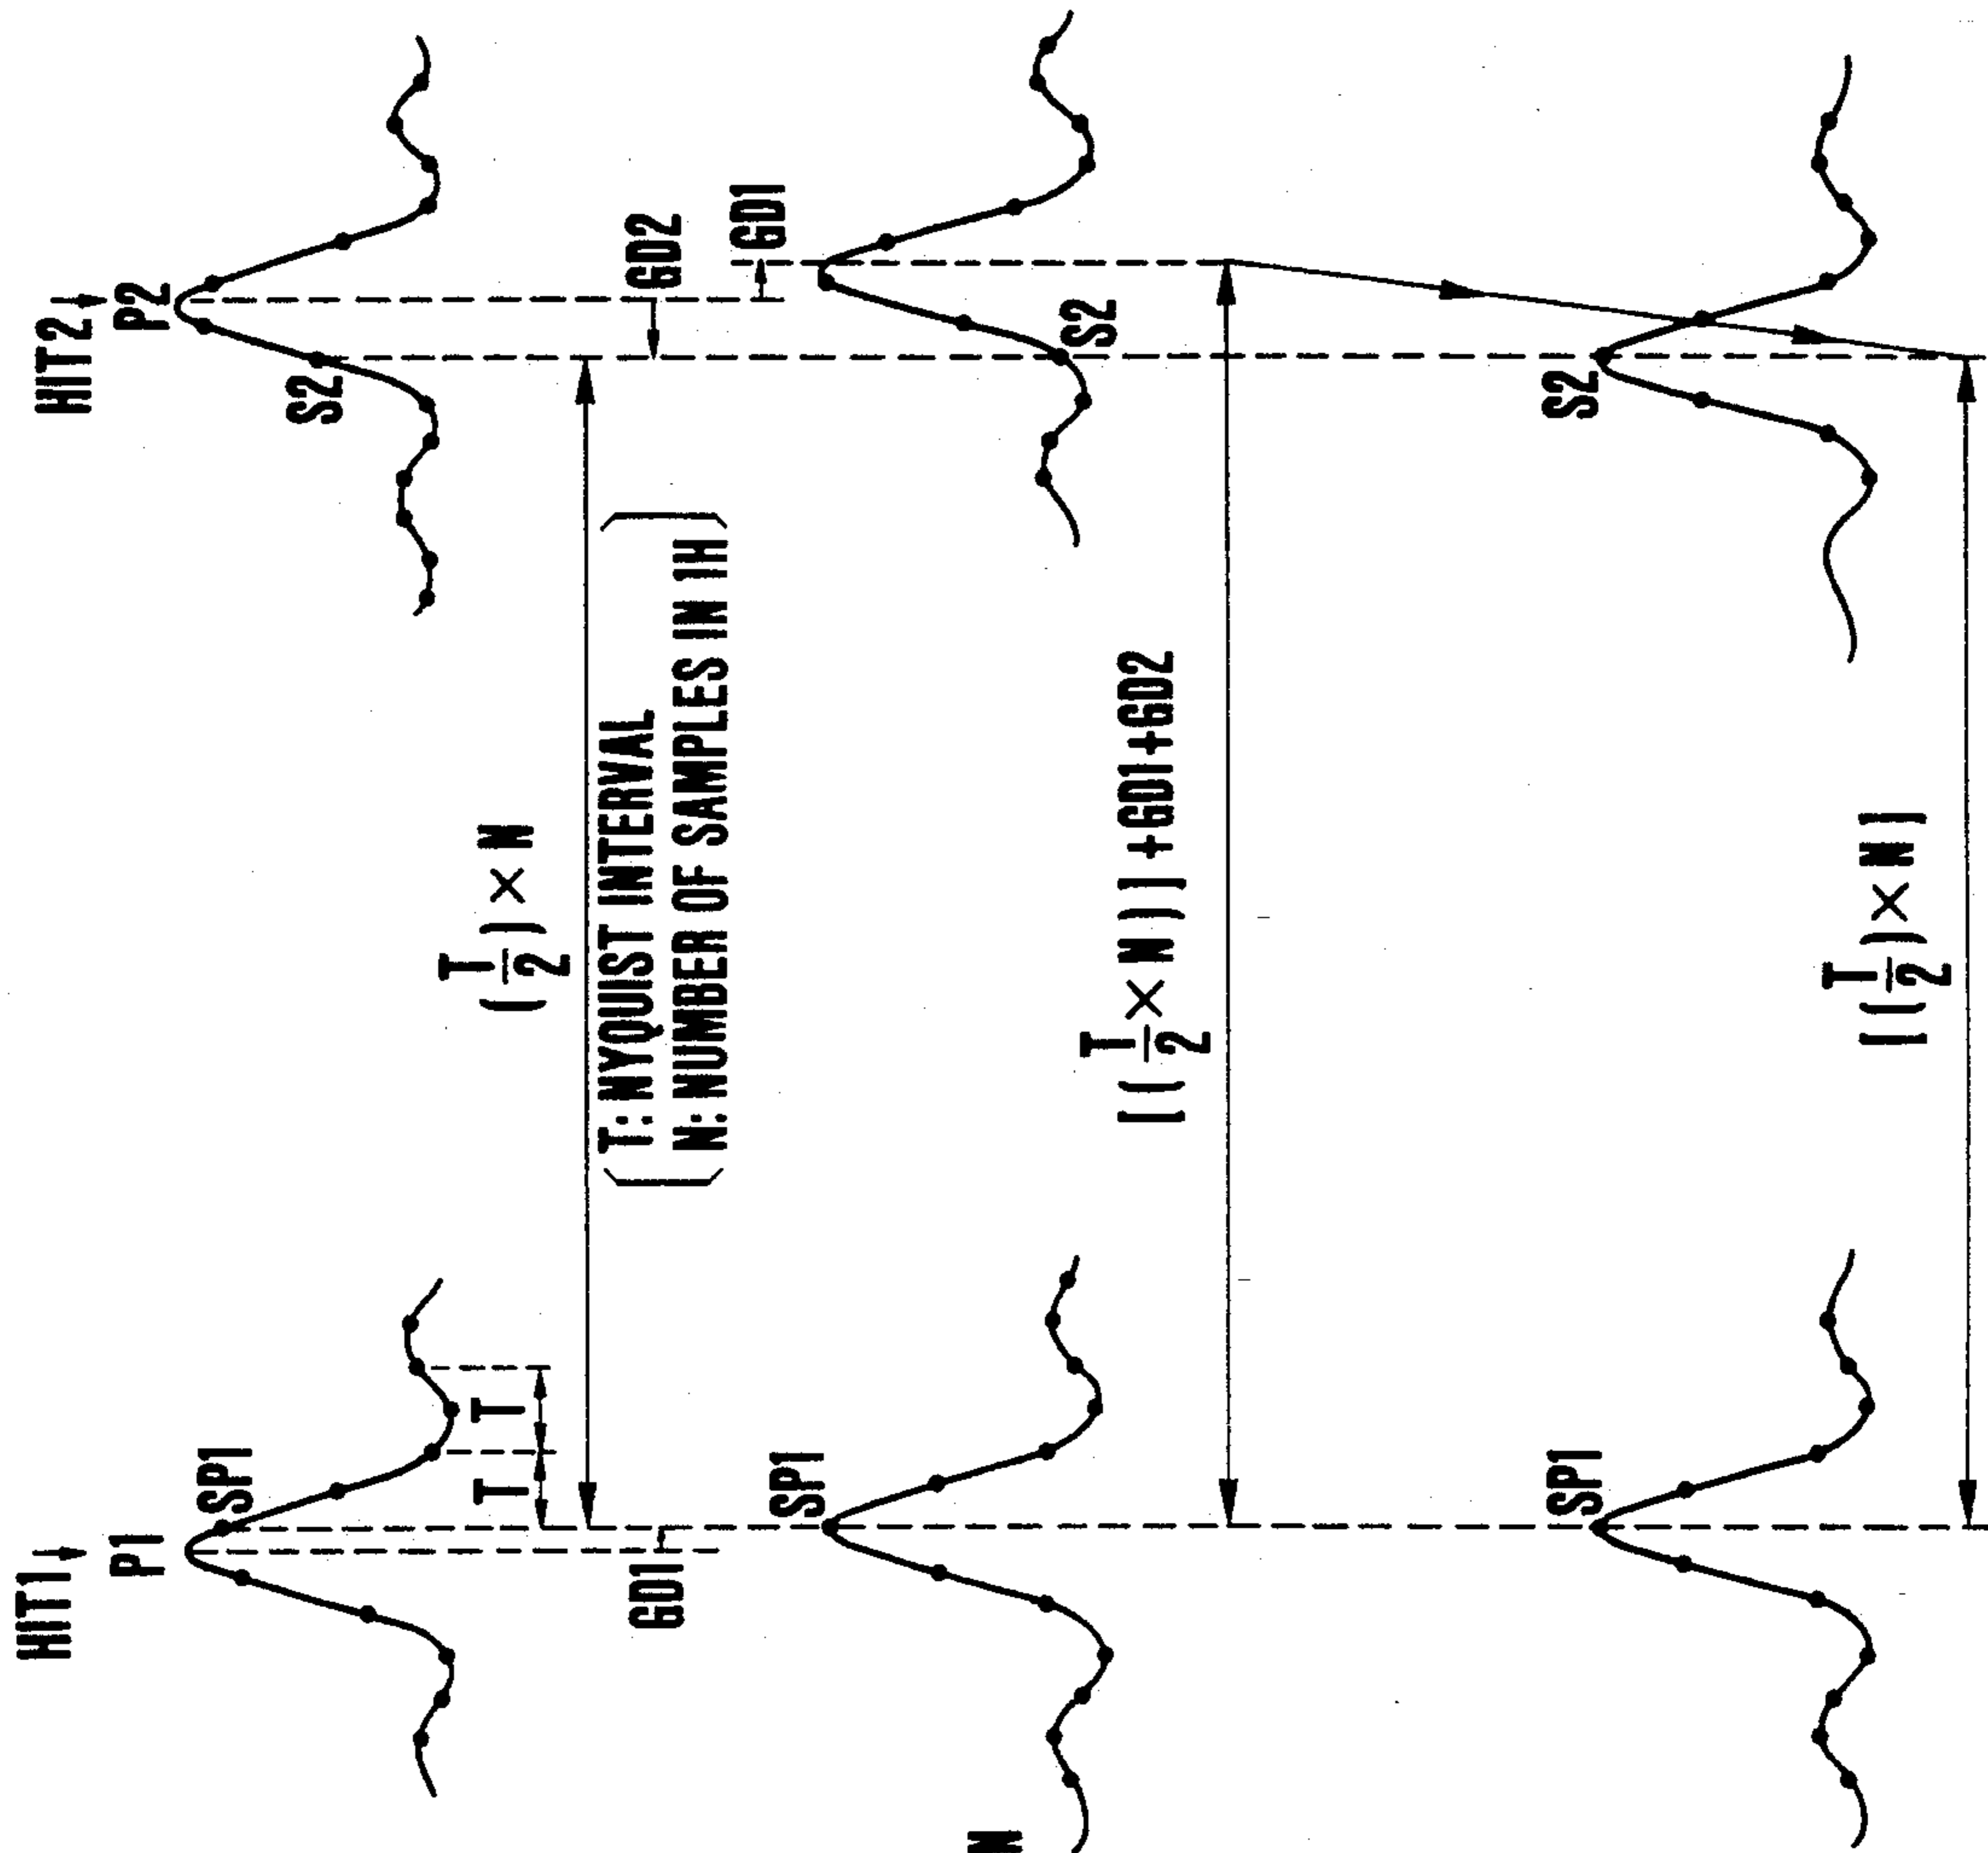 HIT1
P1
SP1
T
T
GD1
(T/2)×N
(T: NYQUIST INTERVAL
N: NUMBER OF SAMPLES IN 1H)
HIT2
P2
S2
GD2
GD1
SP1
[((T/2×N)]+GD1+GD2
S2
N
SP1
[(T/2)×N]
S2